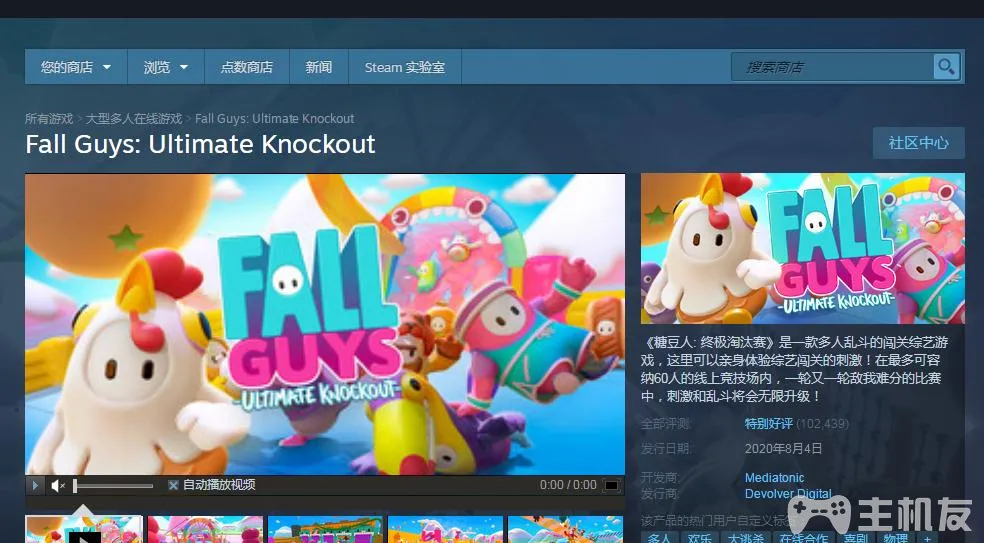 您的商店 浏览 点数商店 新闻 Steam 实验室 搜索商店
所有游戏 > 大型多人在线游戏 > Fall Guys: Ultimate Knockout
Fall Guys: Ultimate Knockout 社区中心
FALL
GUYS
-ULTIMATE KNOCKOUT-
FALL
GUYS
-ULTIMATE KNOCKOUT-
《糖豆人: 终极淘汰赛》是一款多人乱斗的闯关综艺游
戏，这里可以亲身体验综艺闯关的刺激！在最多可容
纳60人的线上竞技场内，一轮又一轮敌我难分的比赛
中，刺激和乱斗将会无限升级！
全部评测: 特别好评 (102,439)
发行日期: 2020年8月4日
开发商: Mediatonic
发行商: Devolver Digital
自动播放视频 0:00 / 0:00
该产品的热门用户自定义标签
多人 欢乐 大逃杀 在线合作 喜剧 物理 +
主机友